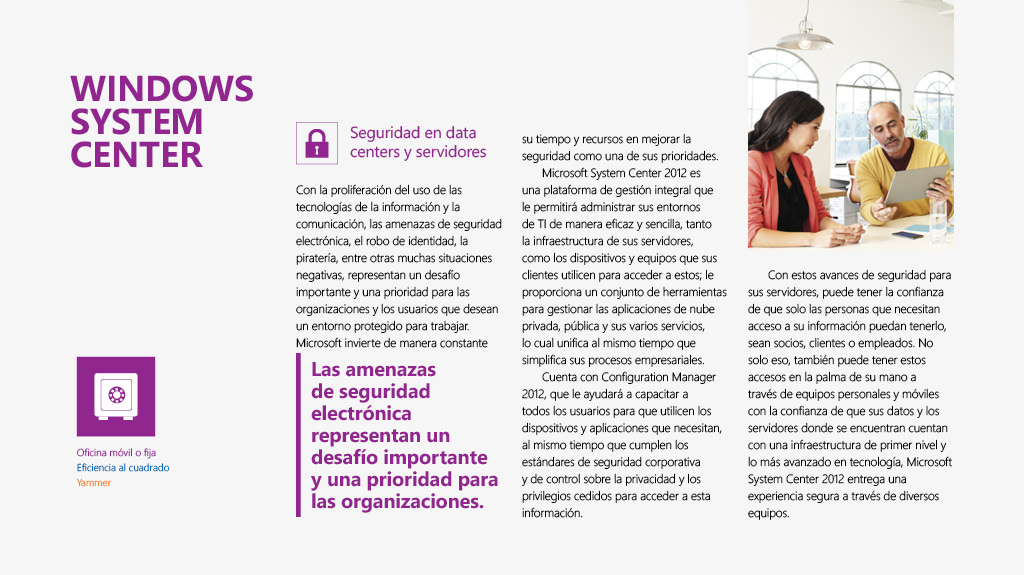 WINDOWS
SYSTEM
CENTER
Oficina móvil o fija
Eficiencia al cuadrado
Yammer
Seguridad en data
centers y servidores
Con la proliferación del uso de las
tecnologías de la información y la
comunicación, las amenazas de seguridad
electrónica, el robo de identidad, la
piratería, entre otras muchas situaciones
negativas, representan un desafío
importante y una prioridad para las
organizaciones y los usuarios que desean
un entorno protegido para trabajar.
Microsoft invierte de manera constante
Las amenazas
de seguridad
electrónica
representan un
desafío importante
y una prioridad para
las organizaciones.
su tiempo y recursos en mejorar la
seguridad como una de sus prioridades.
Microsoft System Center 2012 es
una plataforma de gestión integral que
le permitirá administrar sus entornos
de TI de manera eficaz y sencilla, tanto
la infraestructura de sus servidores,
como los dispositivos y equipos que sus
clientes utilicen para acceder a estos; le
proporciona un conjunto de herramientas
para gestionar las aplicaciones de nube
privada, pública y sus varios servicios,
lo cual unifica al mismo tiempo que
simplifica sus procesos empresariales.
Cuenta con Configuration Manager
2012, que le ayudará a capacitar a
todos los usuarios para que utilicen los
dispositivos y aplicaciones que necesitan,
al mismo tiempo que cumplen los
estándares de seguridad corporativa
y de control sobre la privacidad y los
privilegios cedidos para acceder a esta
información.
Con estos avances de seguridad para
sus servidores, puede tener la confianza
de que solo las personas que necesitan
acceso a su información puedan tenerlo,
sean socios, clientes o empleados. No
solo eso, también puede tener estos
accesos en la palma de su mano a
través de equipos personales y móviles
con la confianza de que sus datos y los
servidores donde se encuentran cuentan
con una infraestructura de primer nivel y
lo más avanzado en tecnología, Microsoft
System Center 2012 entrega una
experiencia segura a través de diversos
equipos.